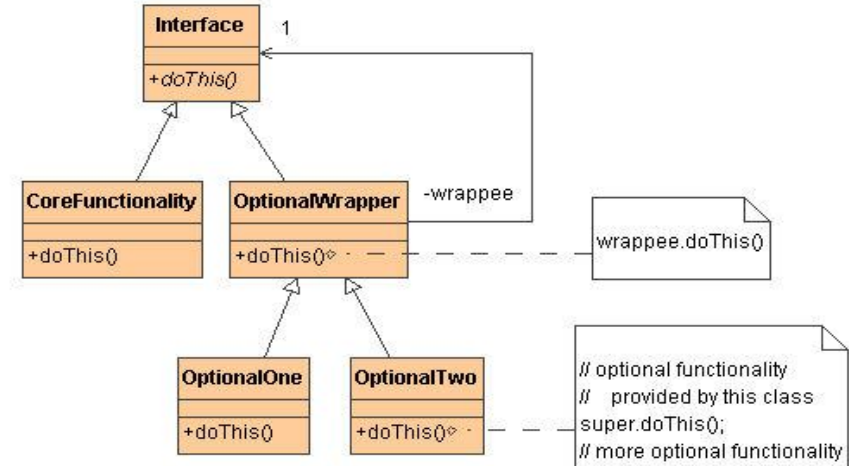 Interface
1
+doThis()
CoreFunctionality
+doThis()
OptionalWrapper
+doThis()
-wrappee
wrappee.doThis()
OptionalOne
+doThis()
OptionalTwo
+doThis()
// optional functionality
//    provided by this class
super.doThis();
// more optional functionality